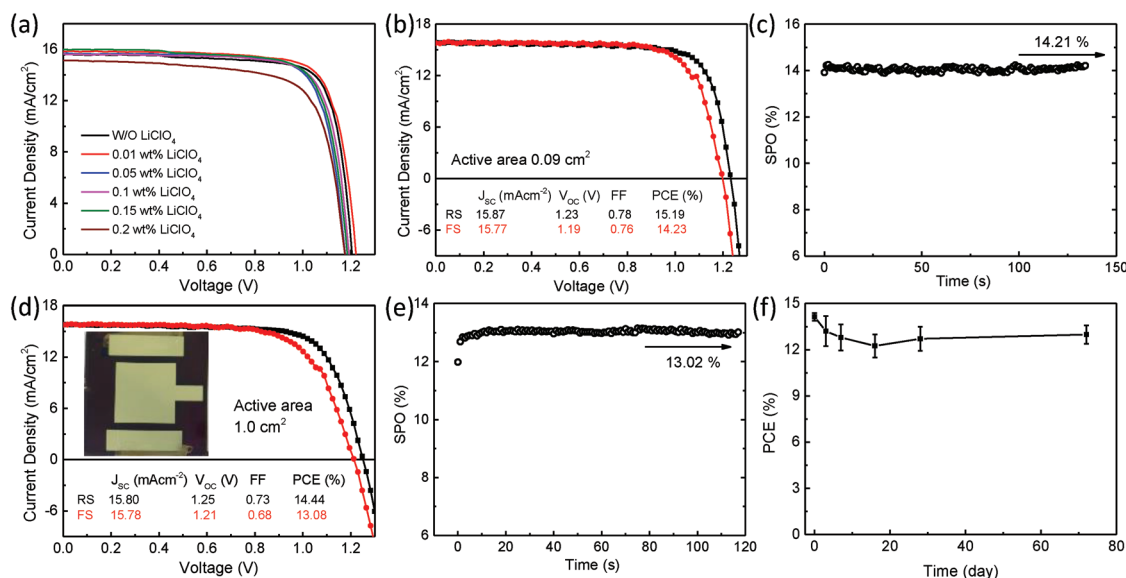 (a)
Current Density (mA/cm²)
20
16
12
8
4
0
W/O LiClO₄
0.01 wt% LiClO₄
0.05 wt% LiClO₄
0.1 wt% LiClO₄
0.15 wt% LiClO₄
0.2 wt% LiClO₄
0.0 0.2 0.4 0.6 0.8 1.0 1.2
Voltage (V)
(b)
Current Density (mA/cm²)
18
12
6
0
-6
Active area 0.09 cm²
J_SC (mAcm⁻²) V_OC (V) FF PCE (%)
RS 15.87 1.23 0.78 15.19
FS 15.77 1.19 0.76 14.23
0.0 0.2 0.4 0.6 0.8 1.0 1.2
Voltage (V)
(c)
SPO (%)
16
14
12
10
8
6
14.21 %
0 50 100 150
Time (s)
(d)
Current Density (mA/cm²)
18
12
6
0
-6
Active area
1.0 cm²
J_SC (mAcm⁻²) V_OC (V) FF PCE (%)
RS 15.80 1.25 0.73 14.44
FS 15.78 1.21 0.68 13.08
0.0 0.2 0.4 0.6 0.8 1.0 1.2
Voltage (V)
(e)
SPO (%)
14
12
10
8
6
13.02 %
0 20 40 60 80 100 120
Time (s)
(f)
PCE (%)
15
12
9
6
3
0
0 20 40 60 80
Time (day)